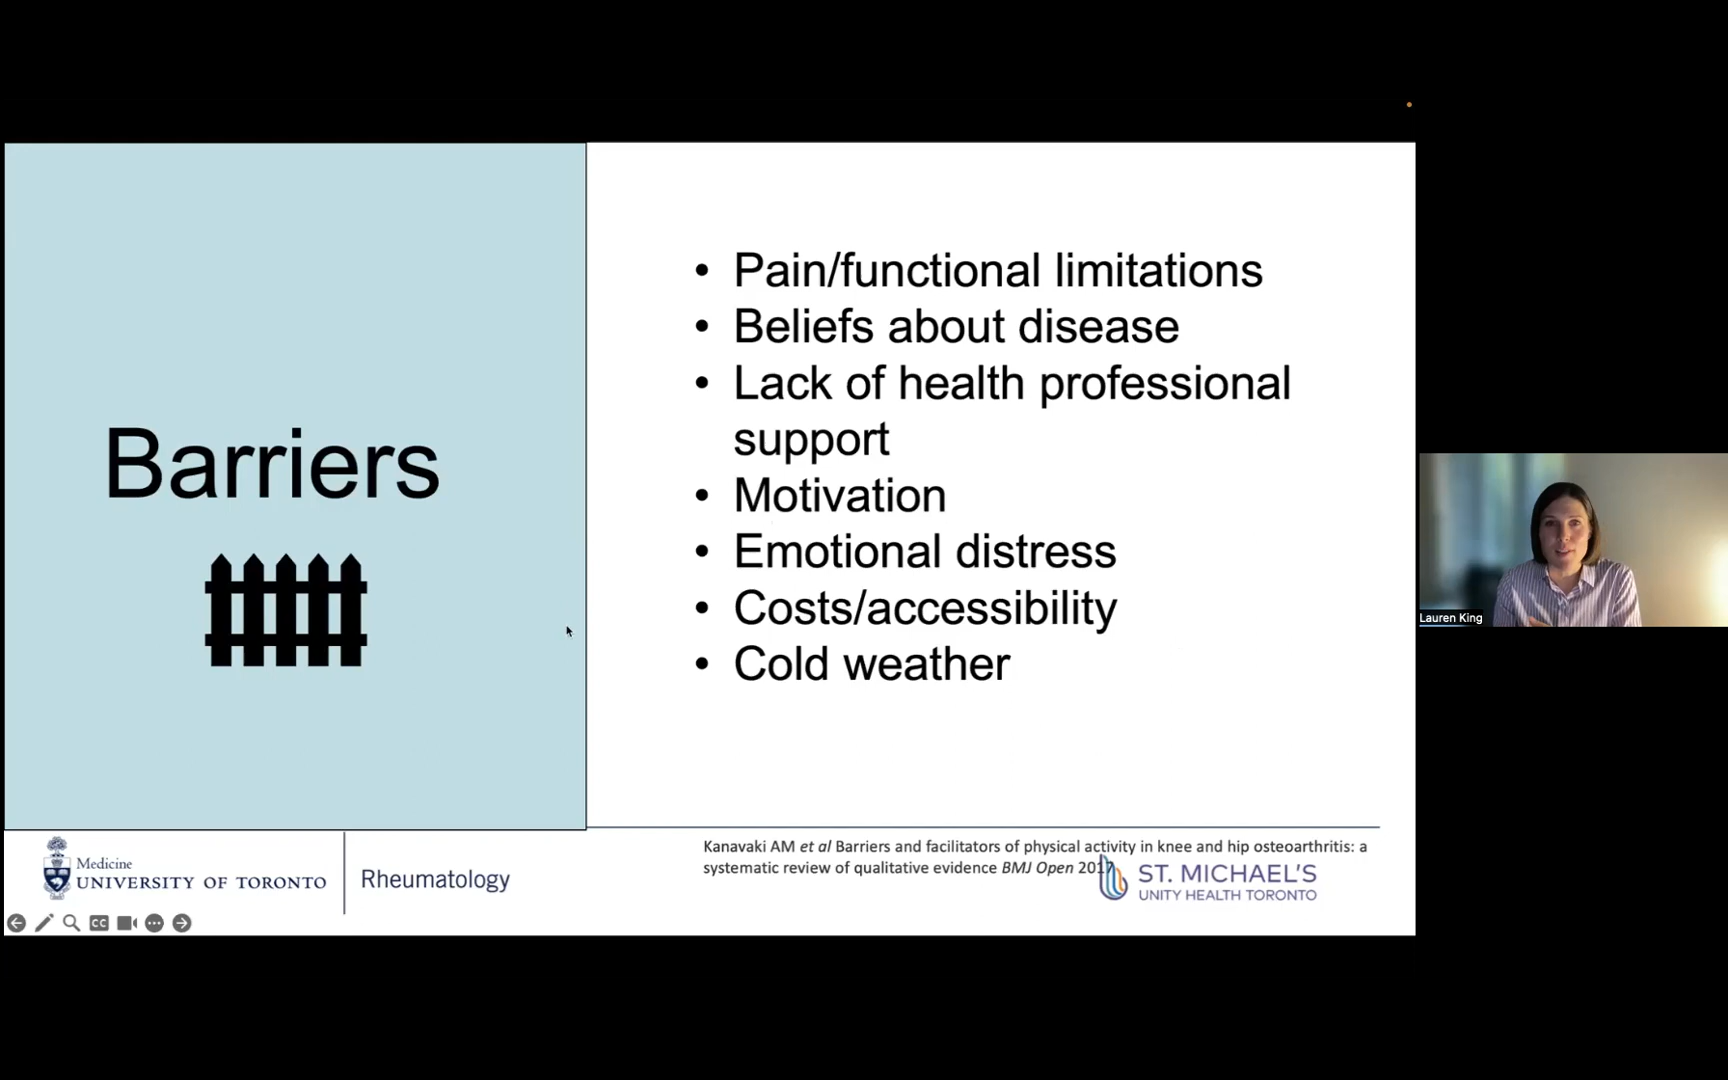 Barriers
• Pain/functional limitations
• Beliefs about disease
• Lack of health professional
support
• Motivation
• Emotional distress
• Costs/accessibility
• Cold weather
Kanavaki AM et al Barriers and facilitators of physical activity in knee and hip osteoarthritis: a
systematic review of qualitative evidence BMJ Open 2017
Medicine
UNIVERSITY OF TORONTO
Rheumatology
ST. MICHAEL'S
UNITY HEALTH TORONTO
CC
Lauren King